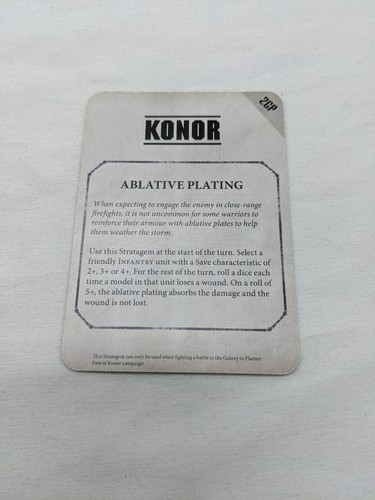 2CP
KONOR
ABLATIVE PLATING
When expecting to engage the enemy in close-range
firefights, it is not uncommon for some warriors to
reinforce their armour with ablative plates to help
them weather the storm.
Use this Stratagem at the start of the turn. Select a
friendly INFANTRY unit with a Save characteristic of
2+, 3+ or 4+. For the rest of the turn, roll a dice each
time a model in that unit loses a wound. On a roll of
5+, the ablative plating absorbs the damage and the
wound is not lost.
This Stratagem can only be used when fighting a battle in the Galaxy in Flames:
Fate of Konor campaign